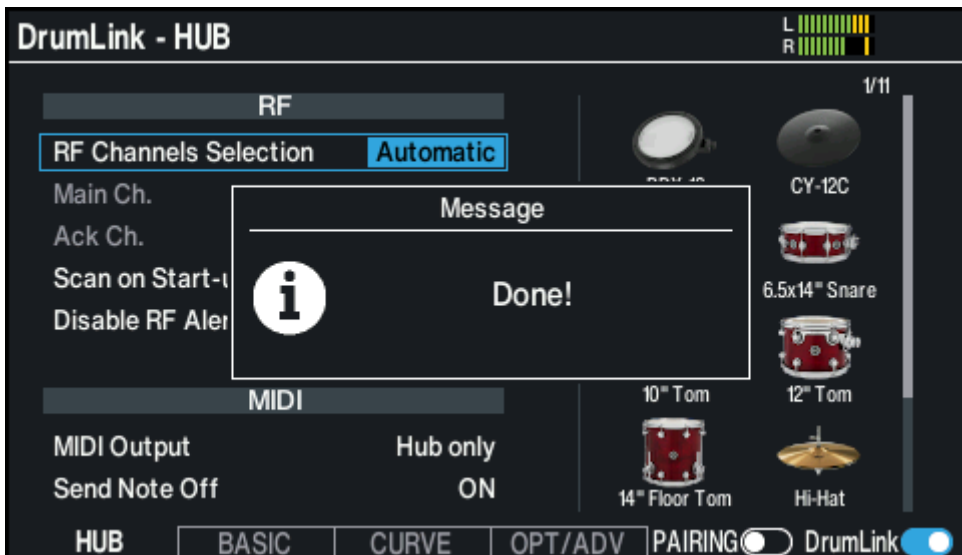 DrumLink - HUB
L
R
1/11
RF
RF Channels Selection Automatic
Main Ch.
Ack Ch.
Scan on Start-
Disable RF Aler
Message
Done!
CY-12C
6.5x14" Snare
10" Tom
12" Tom
14" Floor Tom
Hi-Hat
MIDI
MIDI Output Hub only
Send Note Off ON
HUB BASIC CURVE OPT/ADV PAIRING DrumLink